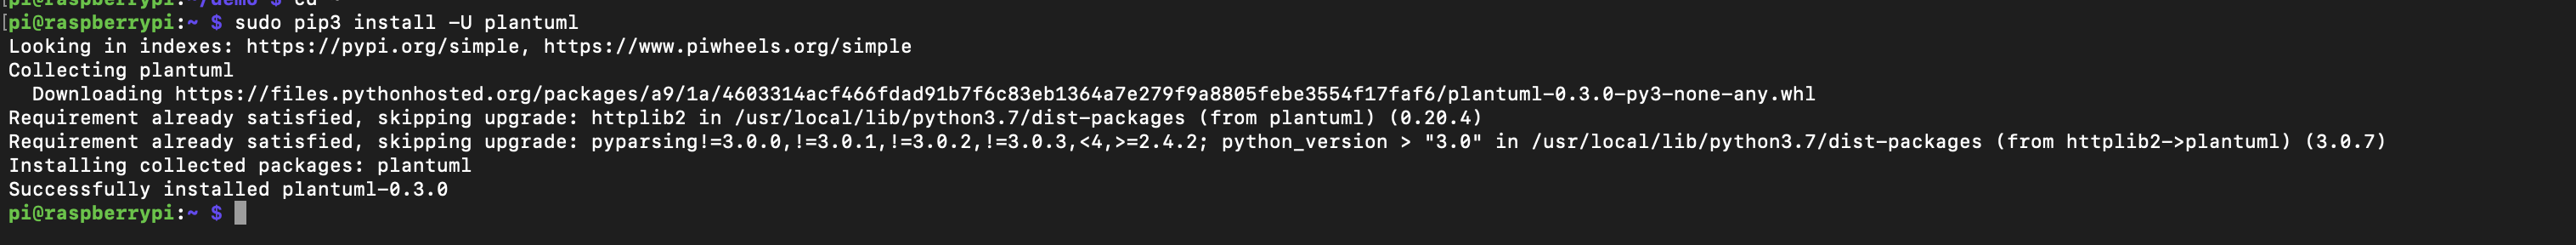 [pi@raspberrypi:~/demo $ cd ~
[pi@raspberrypi:~ $ sudo pip3 install -U plantuml
Looking in indexes: https://pypi.org/simple, https://www.piwheels.org/simple
Collecting plantuml
  Downloading https://files.pythonhosted.org/packages/a9/1a/4603314acf466fdad91b7f6c83eb1364a7e279f9a8805febe3554f17faf6/plantuml-0.3.0-py3-none-any.whl
Requirement already satisfied, skipping upgrade: httplib2 in /usr/local/lib/python3.7/dist-packages (from plantuml) (0.20.4)
Requirement already satisfied, skipping upgrade: pyparsing!=3.0.0,!=3.0.1,!=3.0.2,!=3.0.3,<4,>=2.4.2; python_version > "3.0" in /usr/local/lib/python3.7/dist-packages (from httplib2->plantuml) (3.0.7)
Installing collected packages: plantuml
Successfully installed plantuml-0.3.0
pi@raspberrypi:~ $